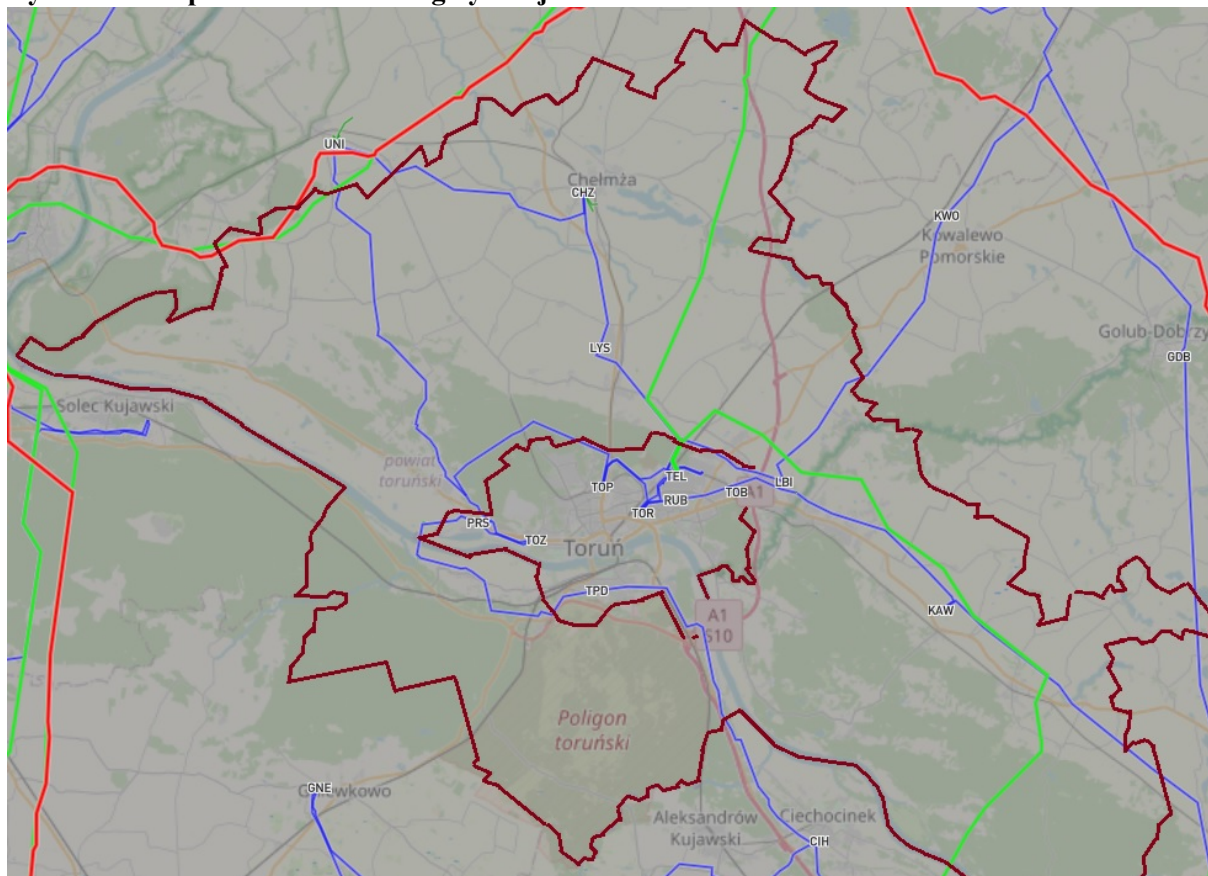 UNI
Chełmża
CHZ
KWO
Kowalewo
Pomorskie
LYS
Golub-Dobrzy
GDB
Solec Kujawski
powiat
toruński
TEL
TOP
RUB
TOB
LBI
A1
TOR
PRS
TOZ
Toruń
TPD
KAW
A1
S10
Poligon
toruński
GNE
Aleksandrów
Kujawski
Ciechocinek
CIH